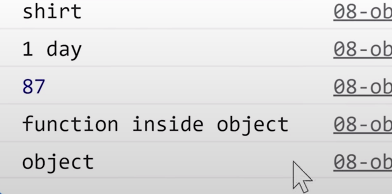 shirt 08-ob
1 day 08-ob
87 08-ob
function inside object 08-ob
object 08-ob